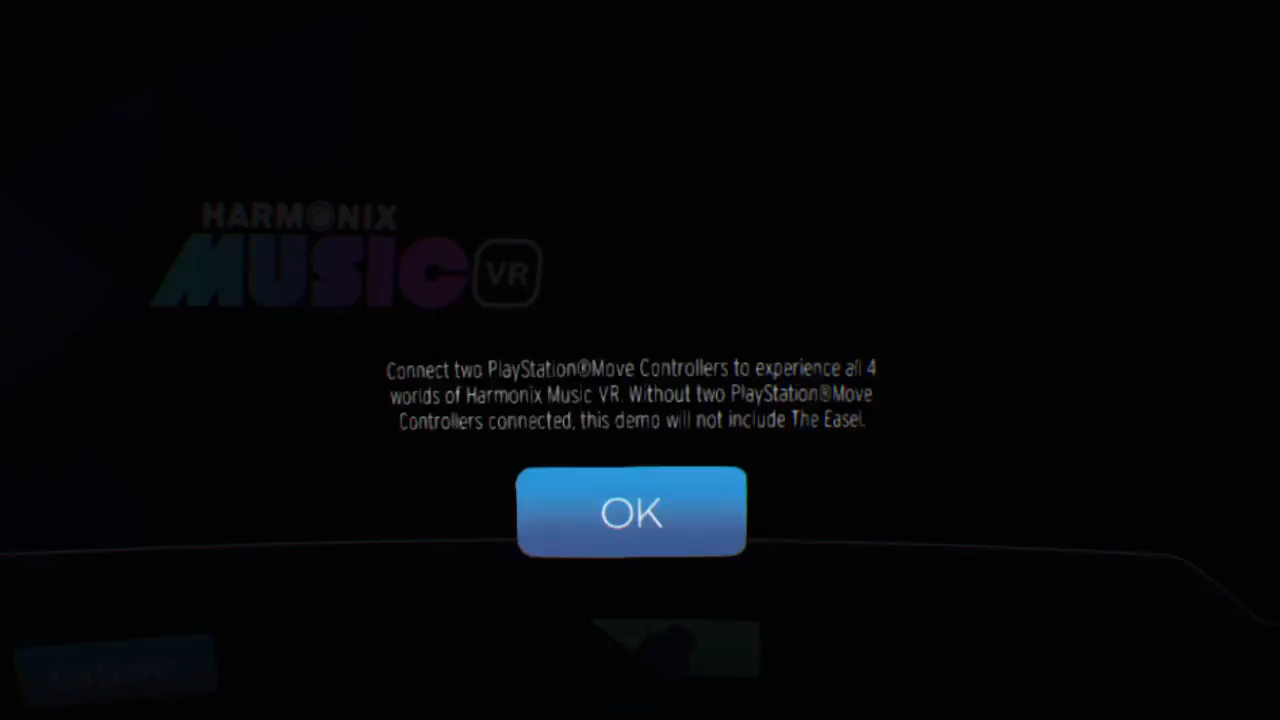 HARMONIX
MUSIC VR
Connect two PlayStation®Move Controllers to experience all 4
worlds of Harmonix Music VR. Without two PlayStation®Move
Controllers connected, this demo will not include The Easel.
OK